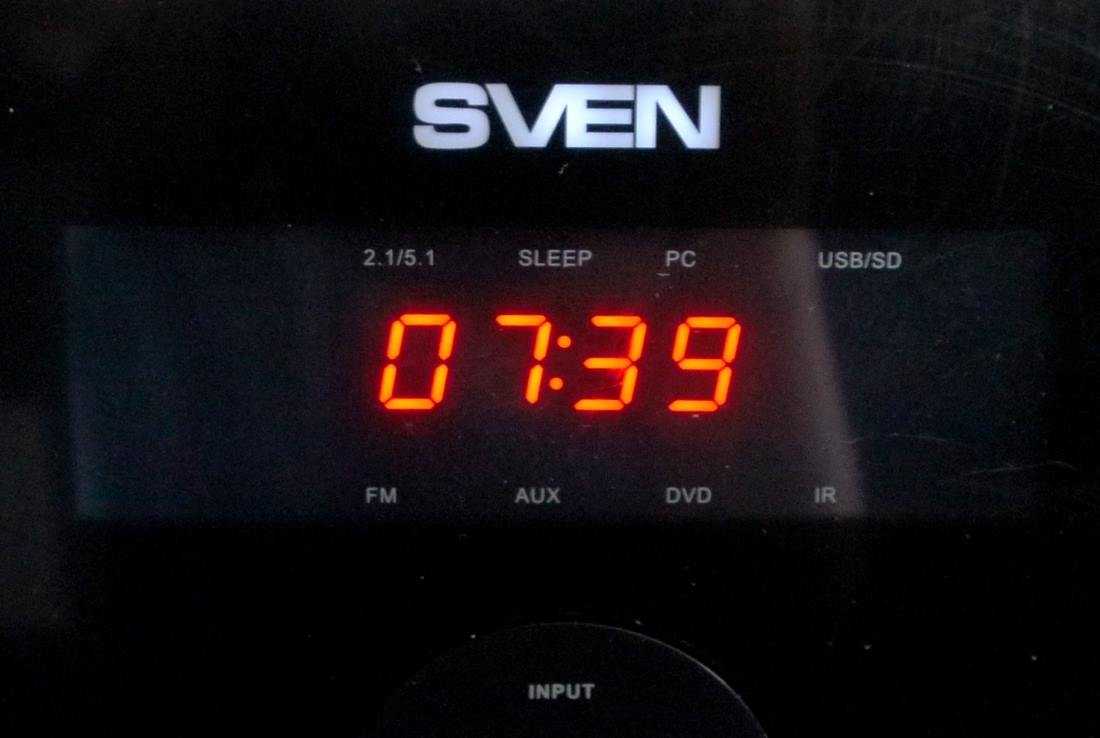 SVEN
2.1/5.1 SLEEP PC USB/SD
07:39
FM AUX DVD IR
INPUT